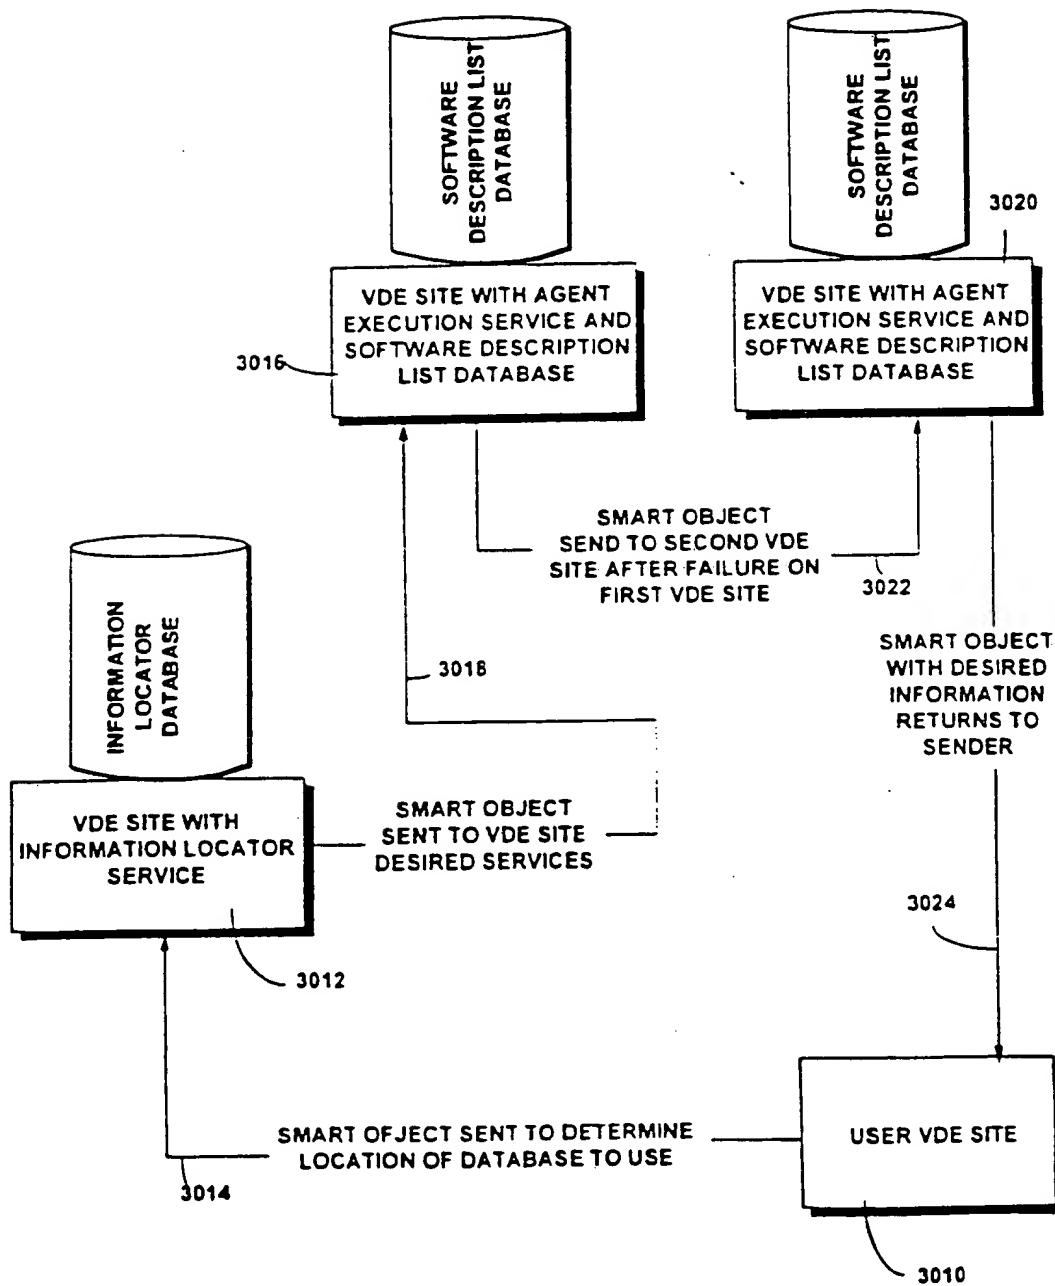 SOFTWARE
DESCRIPTION LIST
DATABASE
SOFTWARE
DESCRIPTION LIST
DATABASE
3020
VDE SITE WITH AGENT
EXECUTION SERVICE AND
SOFTWARE DESCRIPTION
LIST DATABASE
3016
VDE SITE WITH AGENT
EXECUTION SERVICE AND
SOFTWARE DESCRIPTION
LIST DATABASE
SMART OBJECT
SEND TO SECOND VDE
SITE AFTER FAILURE ON
FIRST VDE SITE
3022
INFORMATION
LOCATOR
DATABASE
3018
SMART OBJECT
WITH DESIRED
INFORMATION
RETURNS TO
SENDER
VDE SITE WITH
INFORMATION LOCATOR
SERVICE
SMART OBJECT
SENT TO VDE SITE
DESIRED SERVICES
3024
3012
SMART OFJECT SENT TO DETERMINE
LOCATION OF DATABASE TO USE
USER VDE SITE
3014
3010